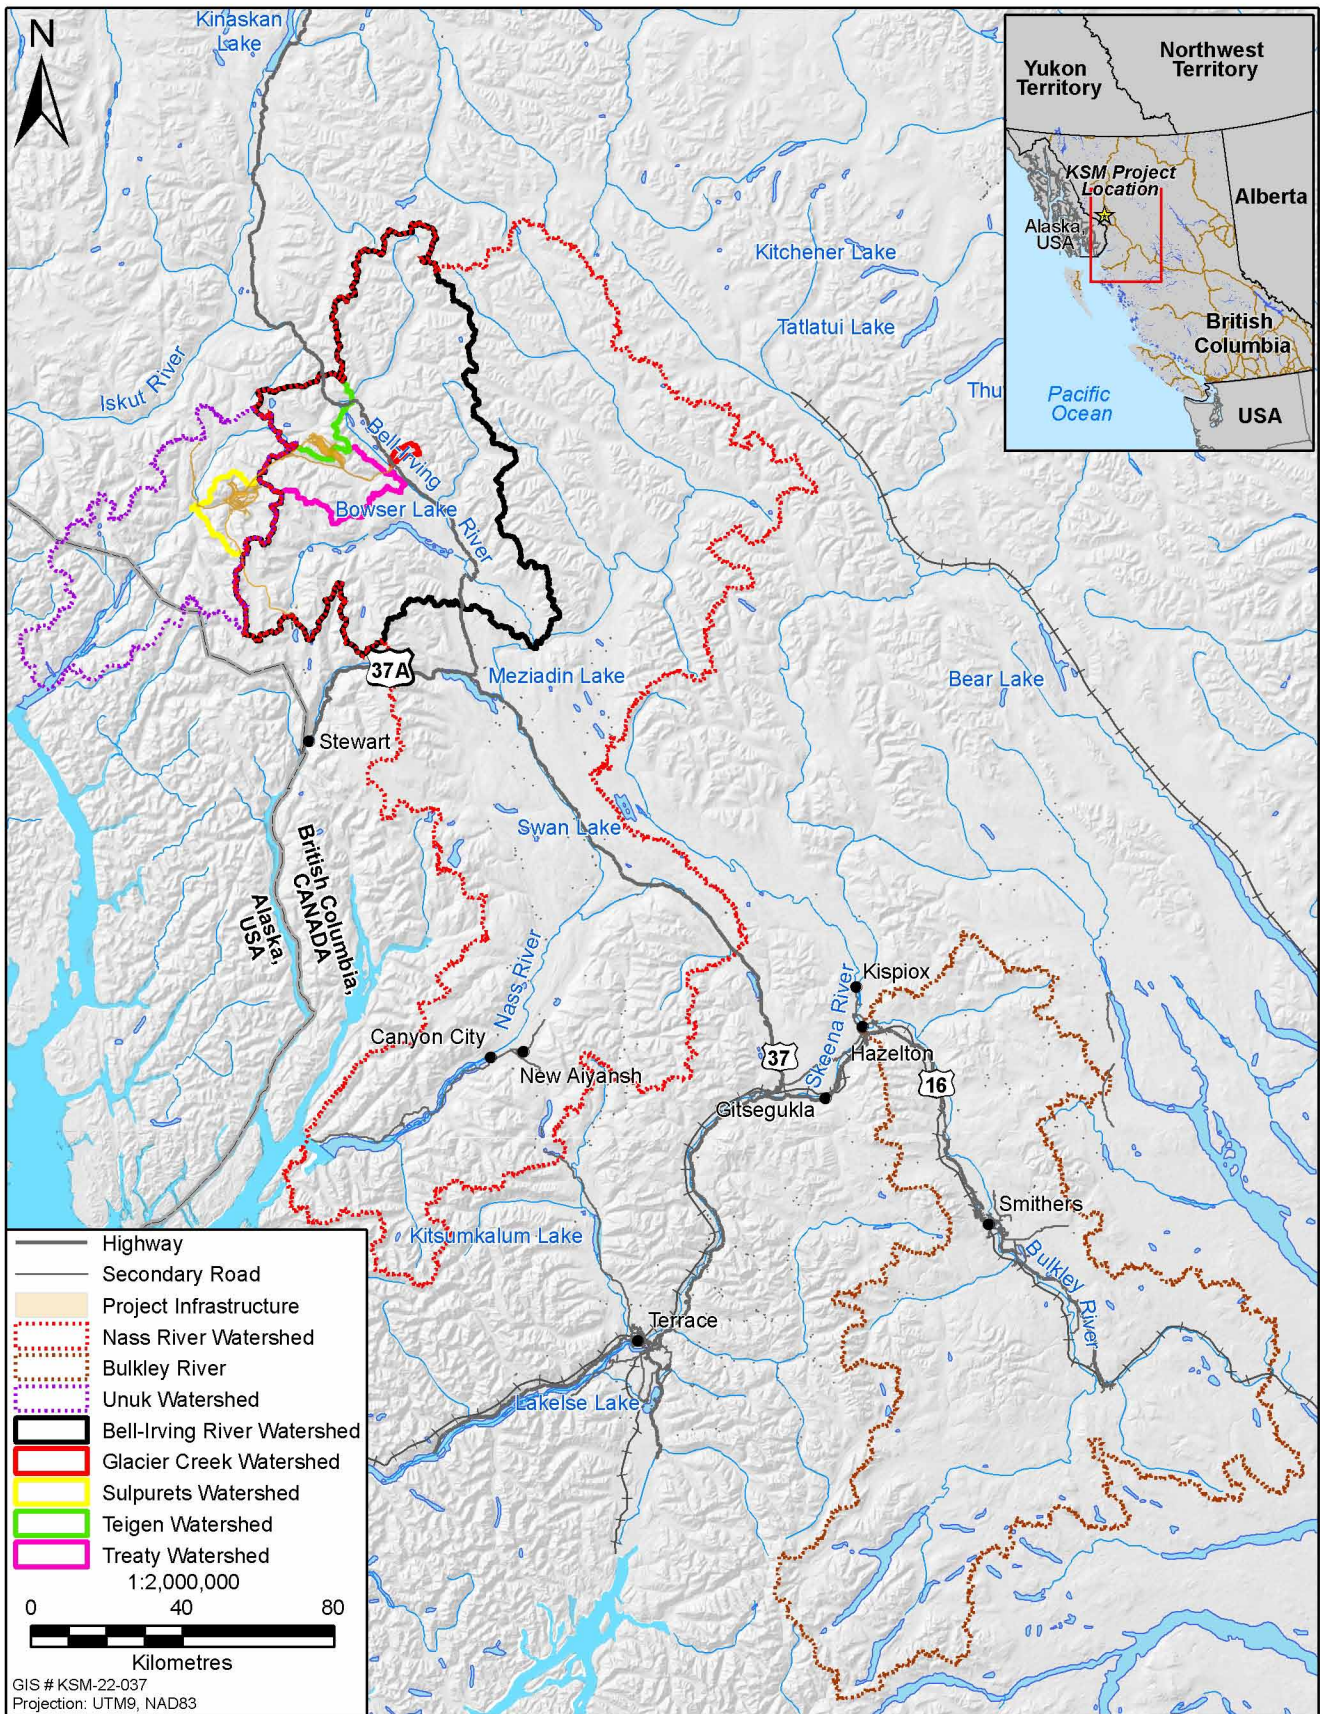 Kinaskan
Lake
N
Northwest
Territory
Yukon
Territory
KSM Project
Location
Alberta
Alaska
USA
British
Columbia
Pacific
Ocean
USA
Kitchener Lake
Tatlatui Lake
Thu
Iskut River
Bell-Irving
River
Bowser Lake
37A
Meziadin Lake
Bear Lake
Stewart
Swan Lake
British Columbia,
CANADA
Alaska,
USA
Nass River
Skeena River
Kispiox
Canyon City
Hazelton
New Aiyansh
37
16
Gitsegukla
Smithers
Kitsumkalum Lake
Bulkley
River
Terrace
Lakelse Lake
Highway
Secondary Road
Project Infrastructure
Nass River Watershed
Bulkley River
Unuk Watershed
Bell-Irving River Watershed
Glacier Creek Watershed
Sulpurets Watershed
Teigen Watershed
Treaty Watershed
1:2,000,000
0 40 80
Kilometres
GIS # KSM-22-037
Projection: UTM9, NAD83